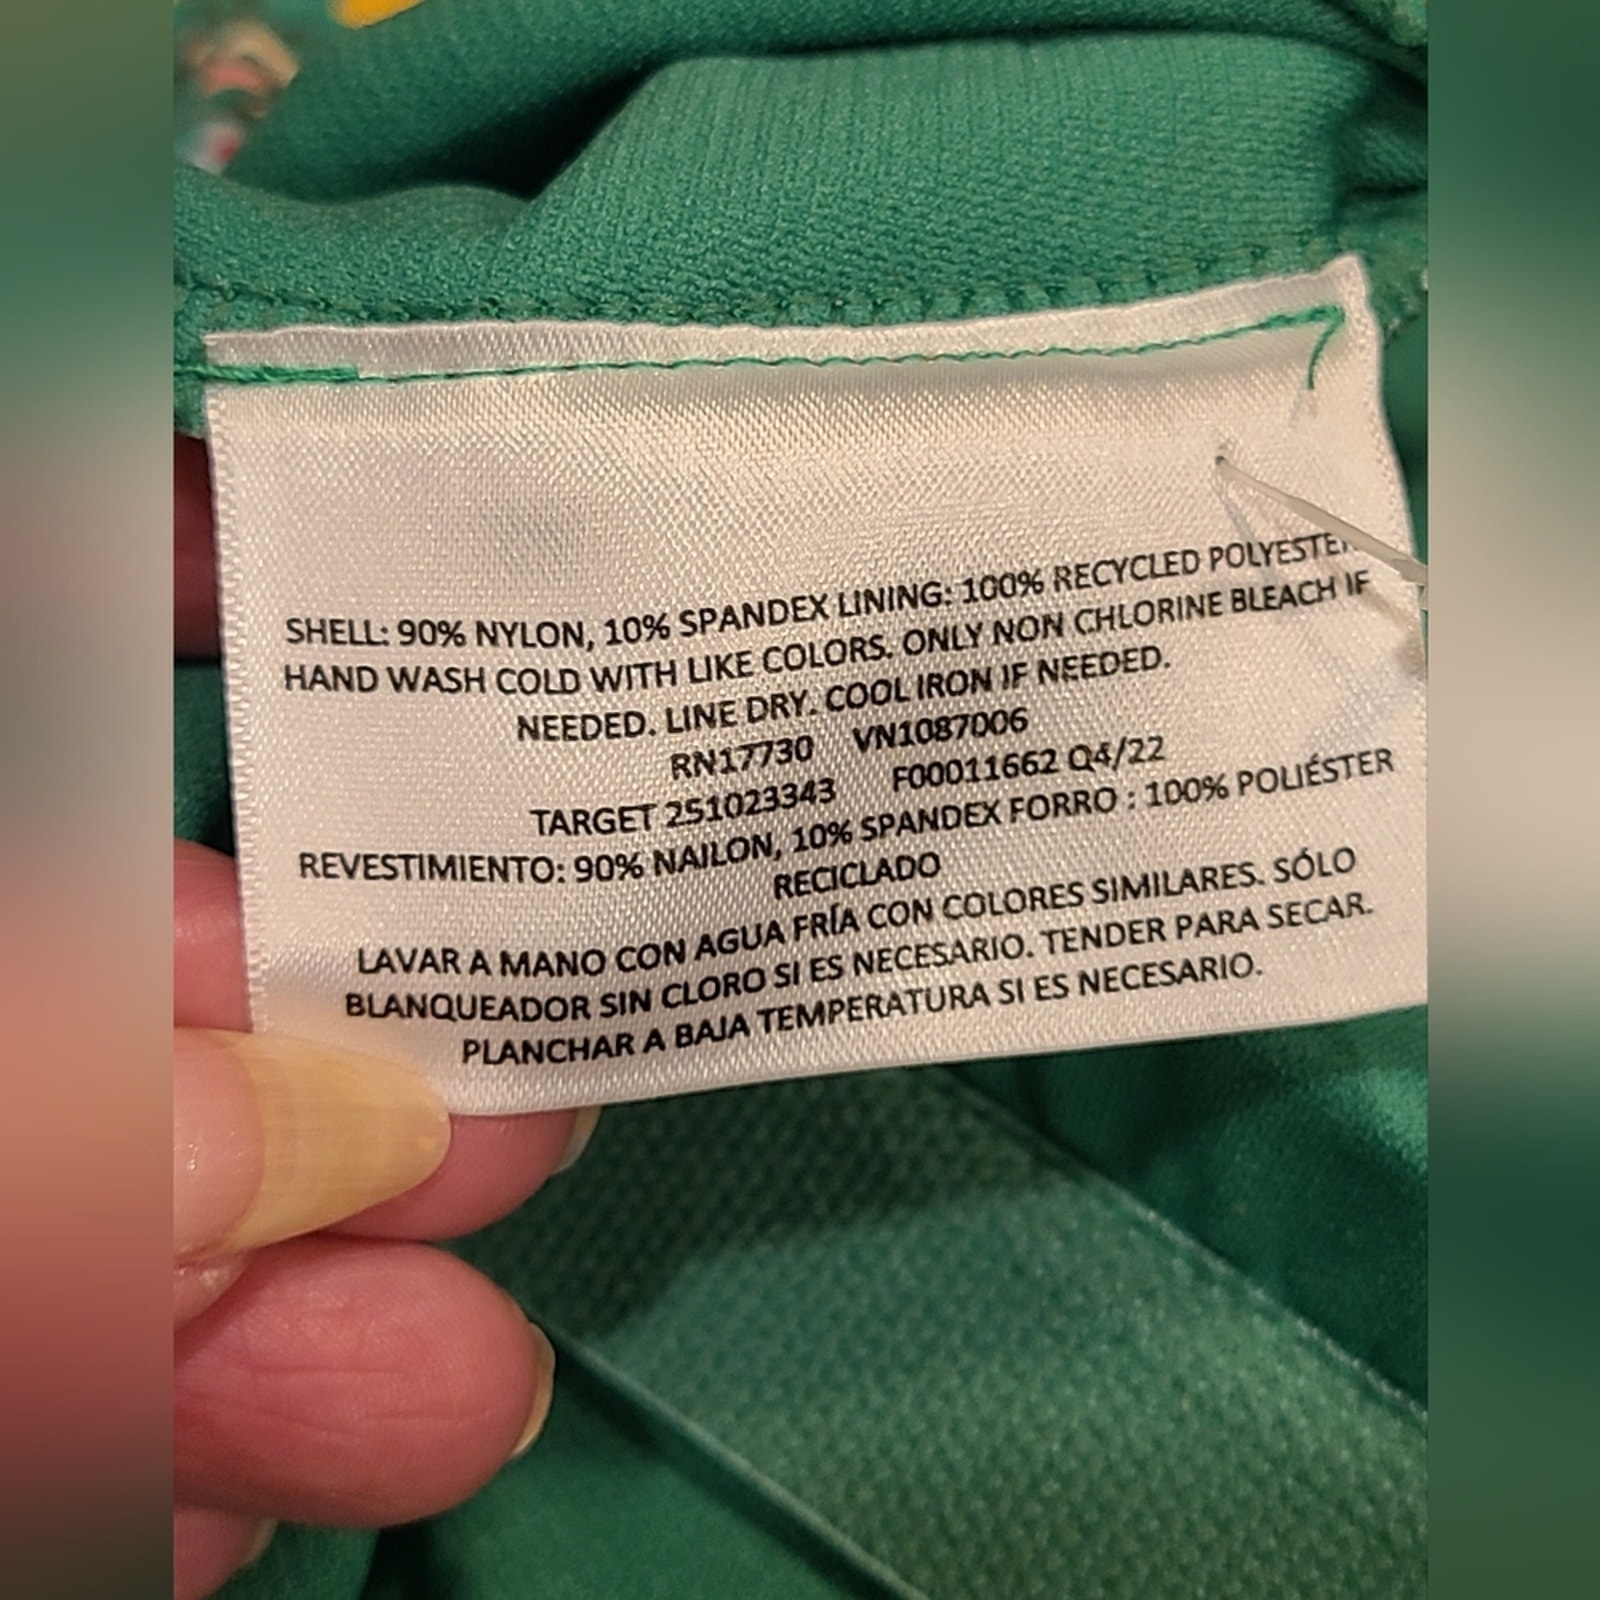 SHELL: 90% NYLON, 10% SPANDEX LINING: 100% RECYCLED POLYESTER
HAND WASH COLD WITH LIKE COLORS. ONLY NON CHLORINE BLEACH IF
NEEDED. LINE DRY. COOL IRON IF NEEDED.
RN17730 VN1087006
TARGET 251023343 F00011662 Q4/22
REVESTIMIENTO: 90% NAILON, 10% SPANDEX FORRO : 100% POLIÉSTER
RECICLADO
LAVAR A MANO CON AGUA FRÍA CON COLORES SIMILARES. SÓLO
BLANQUEADOR SIN CLORO SI ES NECESARIO. TENDER PARA SECAR.
PLANCHAR A BAJA TEMPERATURA SI ES NECESARIO.